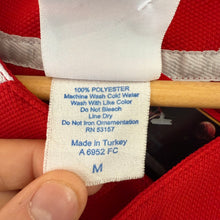 100% POLYESTER
Machine Wash Cold Water
Wash With Like Color
Do Not Bleach
Line Dry
Do Not Iron Ornamentation
RN 53157
Made in Turkey
A 6952 FC
M